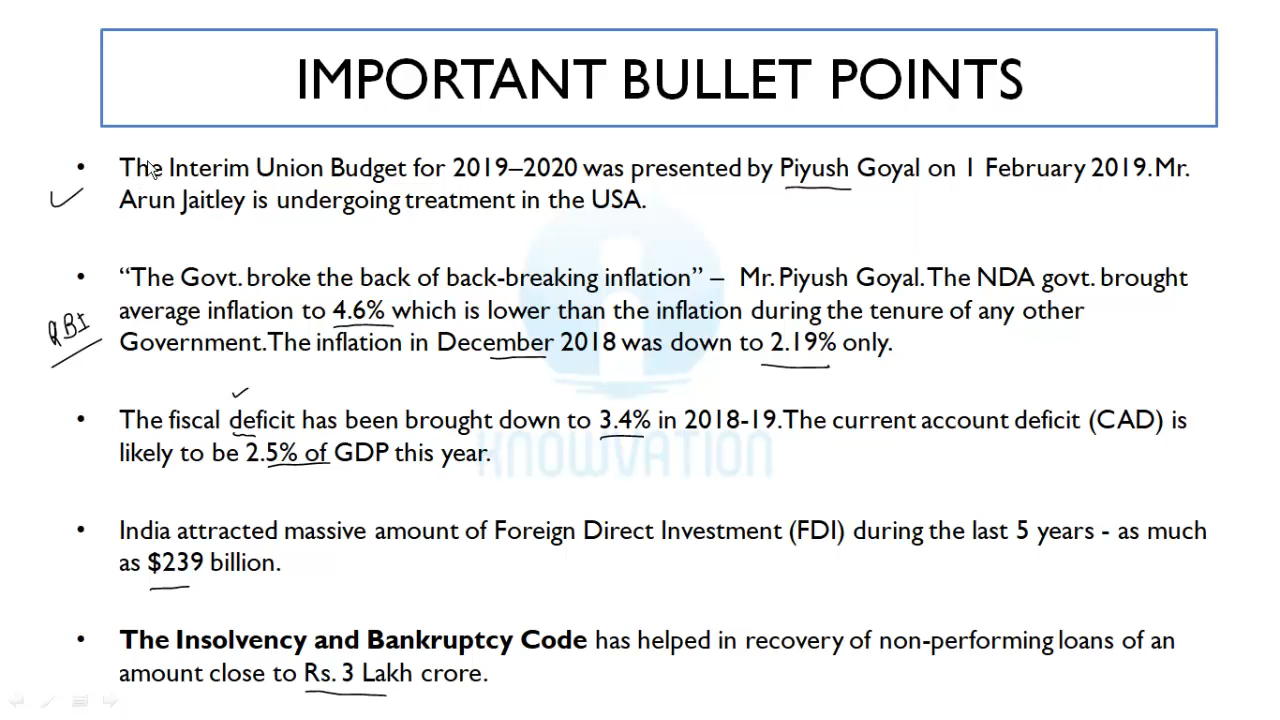 IMPORTANT BULLET POINTS
• The Interim Union Budget for 2019–2020 was presented by Piyush Goyal on 1 February 2019. Mr.
Arun Jaitley is undergoing treatment in the USA.
• “The Govt. broke the back of back-breaking inflation” – Mr. Piyush Goyal. The NDA govt. brought
average inflation to 4.6% which is lower than the inflation during the tenure of any other
RBI
Government. The inflation in December 2018 was down to 2.19% only.
• The fiscal deficit has been brought down to 3.4% in 2018-19. The current account deficit (CAD) is
likely to be 2.5% of GDP this year.
KNOWVATION
• India attracted massive amount of Foreign Direct Investment (FDI) during the last 5 years - as much
as $239 billion.
• The Insolvency and Bankruptcy Code has helped in recovery of non-performing loans of an
amount close to Rs. 3 Lakh crore.